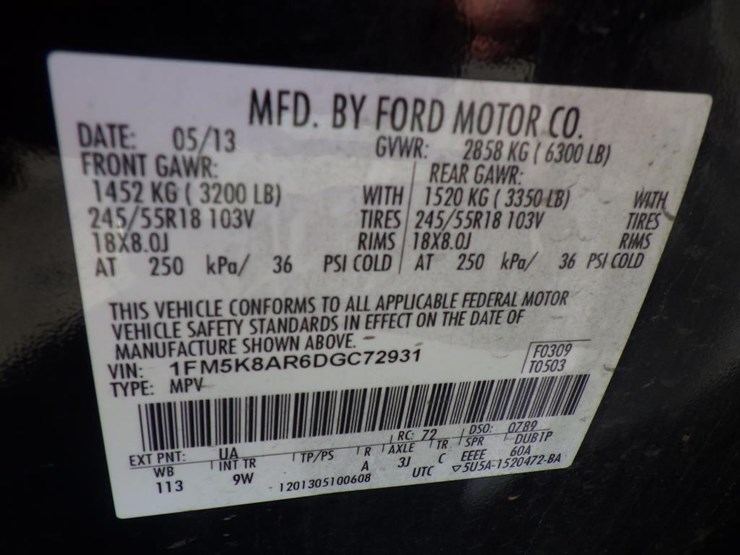 MFD. BY FORD MOTOR CO.
DATE: 05/13 GVWR: 2858 KG ( 6300 LB)
FRONT GAWR: REAR GAWR:
1452 KG ( 3200 LB) WITH 1520 KG ( 3350 LB) WITH
245/55R18 103V TIRES 245/55R18 103V TIRES
18X8.0J RIMS 18X8.0J RIMS
AT 250 kPa/ 36 PSI COLD AT 250 kPa/ 36 PSI COLD
THIS VEHICLE CONFORMS TO ALL APPLICABLE FEDERAL MOTOR
VEHICLE SAFETY STANDARDS IN EFFECT ON THE DATE OF
MANUFACTURE SHOWN ABOVE.
VIN: 1FM5K8AR6DGC72931 F0309
TYPE: MPV T0503
EXT PNT: UA RC: 72 DSO: 0789
WB INT TR TP/PS R AXLE TR SPR DUBTP
113 9W A 3J C EEEE 60A
1201305100608 UTC ▽5U5A-1520472-BA